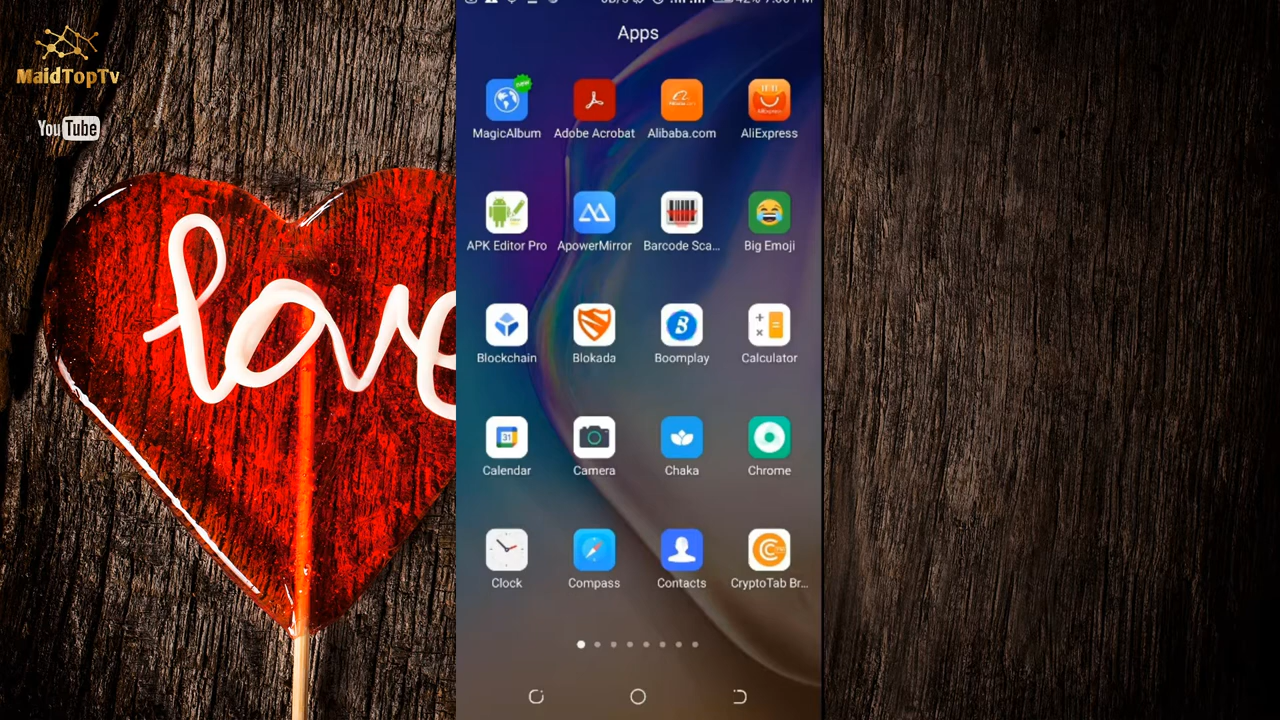 MaidTopTv
YouTube
love
Apps
MagicAlbum
Adobe Acrobat
Alibaba.com
AliExpress
APK Editor Pro
ApowerMirror
Barcode Sca...
Big Emoji
Blockchain
Blokada
Boomplay
Calculator
31
Calendar
Camera
Chaka
Chrome
Clock
Compass
Contacts
CryptoTab Br...